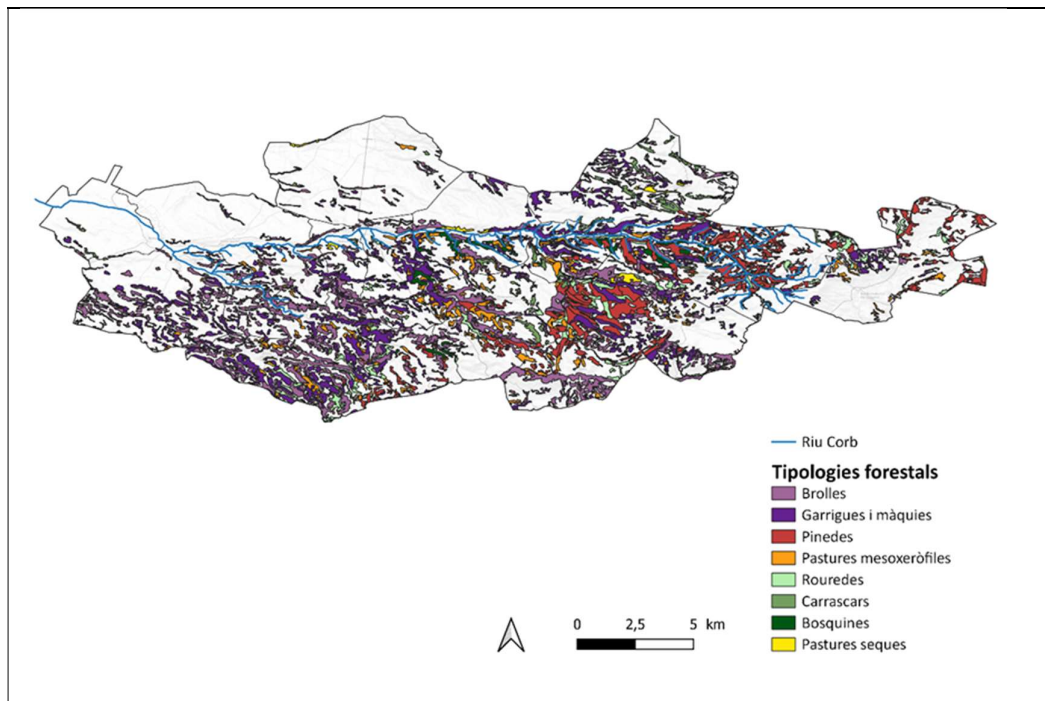 Riu Corb
Tipologies forestals
Brolles
Garrigues i màquies
Pinedes
Pastures mesoxeròfiles
Rouredes
Carrascars
Bosquines
Pastures seques
0 2,5 5 km